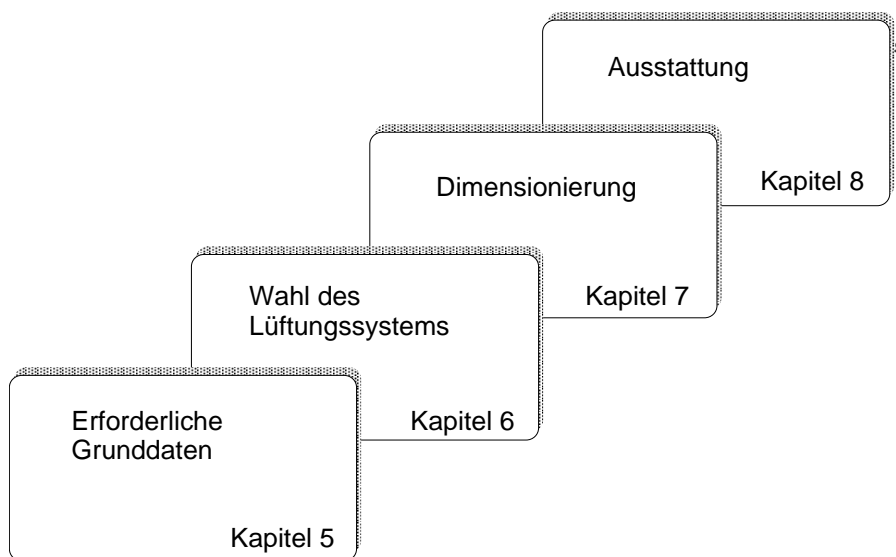 Ausstattung
Kapitel 8
Dimensionierung
Kapitel 7
Wahl des
Lüftungssystems
Kapitel 6
Erforderliche
Grunddaten
Kapitel 5